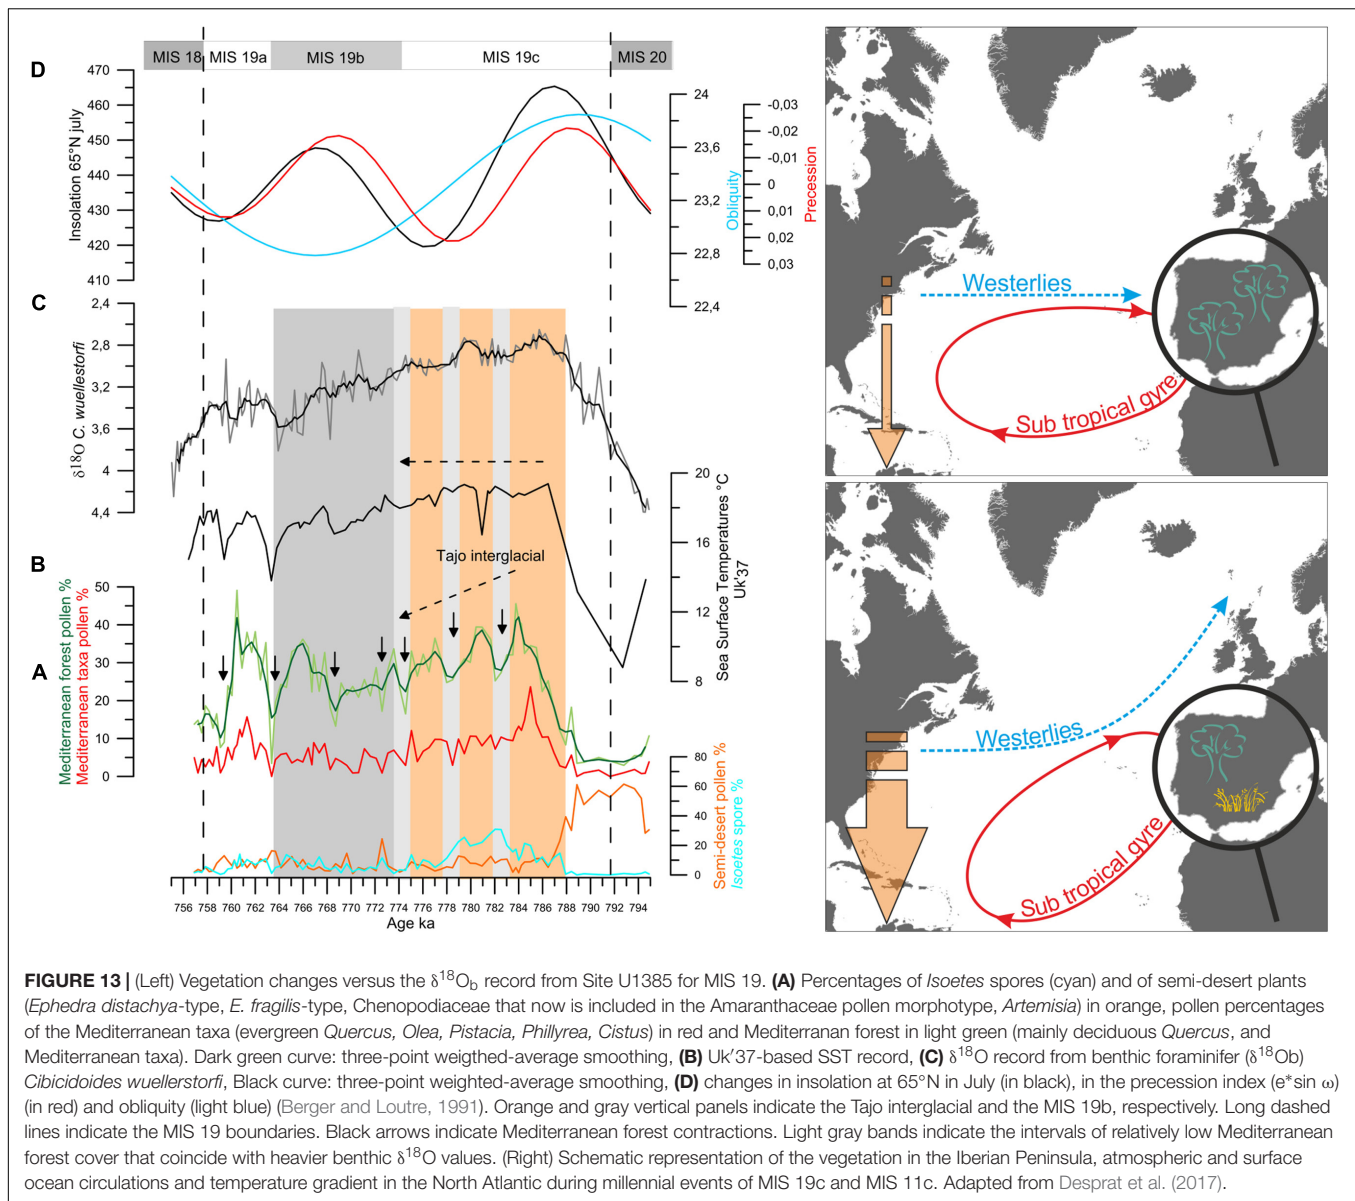 MIS 18 MIS 19a MIS 19b MIS 19c MIS 20
D
470
460
450
440
430
420
410
Insolation 65°N july
24
23,6
23,2
22,8
22,4
Obliquity
-0,03
-0,02
-0,01
0
0,01
0,02
0,03
Precession
C
2,4
2,8
3,2
3,6
4
4,4
δ18O C. wuellestorfi
20
16
12
8
Sea Surface Temperatures °C
Uk'37
Tajo interglacial
B
50
40
30
20
10
0
Mediterranean forest pollen %
Mediterranean taxa pollen %
A
80
60
40
20
0
Semi-desert pollen %
Isoetes spore %
756 758 760 762 764 766 768 770 772 774 776 778 780 782 784 786 788 790 792 794
Age ka
Westerlies
Sub tropical gyre
Westerlies
Sub tropical gyre
FIGURE 13 | (Left) Vegetation changes versus the δ18Ob record from Site U1385 for MIS 19. (A) Percentages of Isoetes spores (cyan) and of semi-desert plants
(Ephedra distachya-type, E. fragilis-type, Chenopodiaceae that now is included in the Amaranthaceae pollen morphotype, Artemisia) in orange, pollen percentages
of the Mediterranean taxa (evergreen Quercus, Olea, Pistacia, Phillyrea, Cistus) in red and Mediterranan forest in light green (mainly deciduous Quercus, and
Mediterranean taxa). Dark green curve: three-point weigthed-average smoothing, (B) Uk′37-based SST record, (C) δ18O record from benthic foraminifer (δ18Ob)
Cibicidoides wuellerstorfi, Black curve: three-point weighted-average smoothing, (D) changes in insolation at 65°N in July (in black), in the precession index (e*sin ω)
(in red) and obliquity (light blue) (Berger and Loutre, 1991). Orange and gray vertical panels indicate the Tajo interglacial and the MIS 19b, respectively. Long dashed
lines indicate the MIS 19 boundaries. Black arrows indicate Mediterranean forest contractions. Light gray bands indicate the intervals of relatively low Mediterranean
forest cover that coincide with heavier benthic δ18O values. (Right) Schematic representation of the vegetation in the Iberian Peninsula, atmospheric and surface
ocean circulations and temperature gradient in the North Atlantic during millennial events of MIS 19c and MIS 11c. Adapted from Desprat et al. (2017).